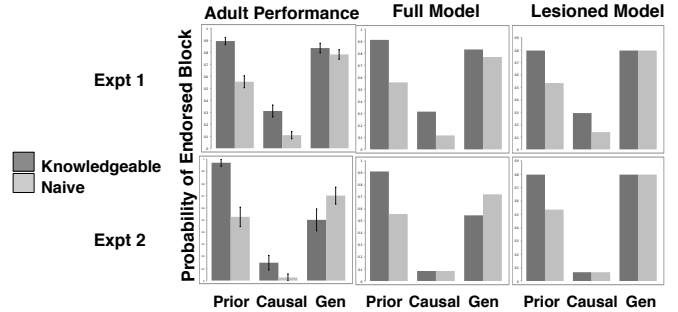 Adult Performance Full Model Lesioned Model
Probability of Endorsed Block
Expt 1
Knowledgeable
Naive
Expt 2
Prior Causal Gen Prior Causal Gen Prior Causal Gen